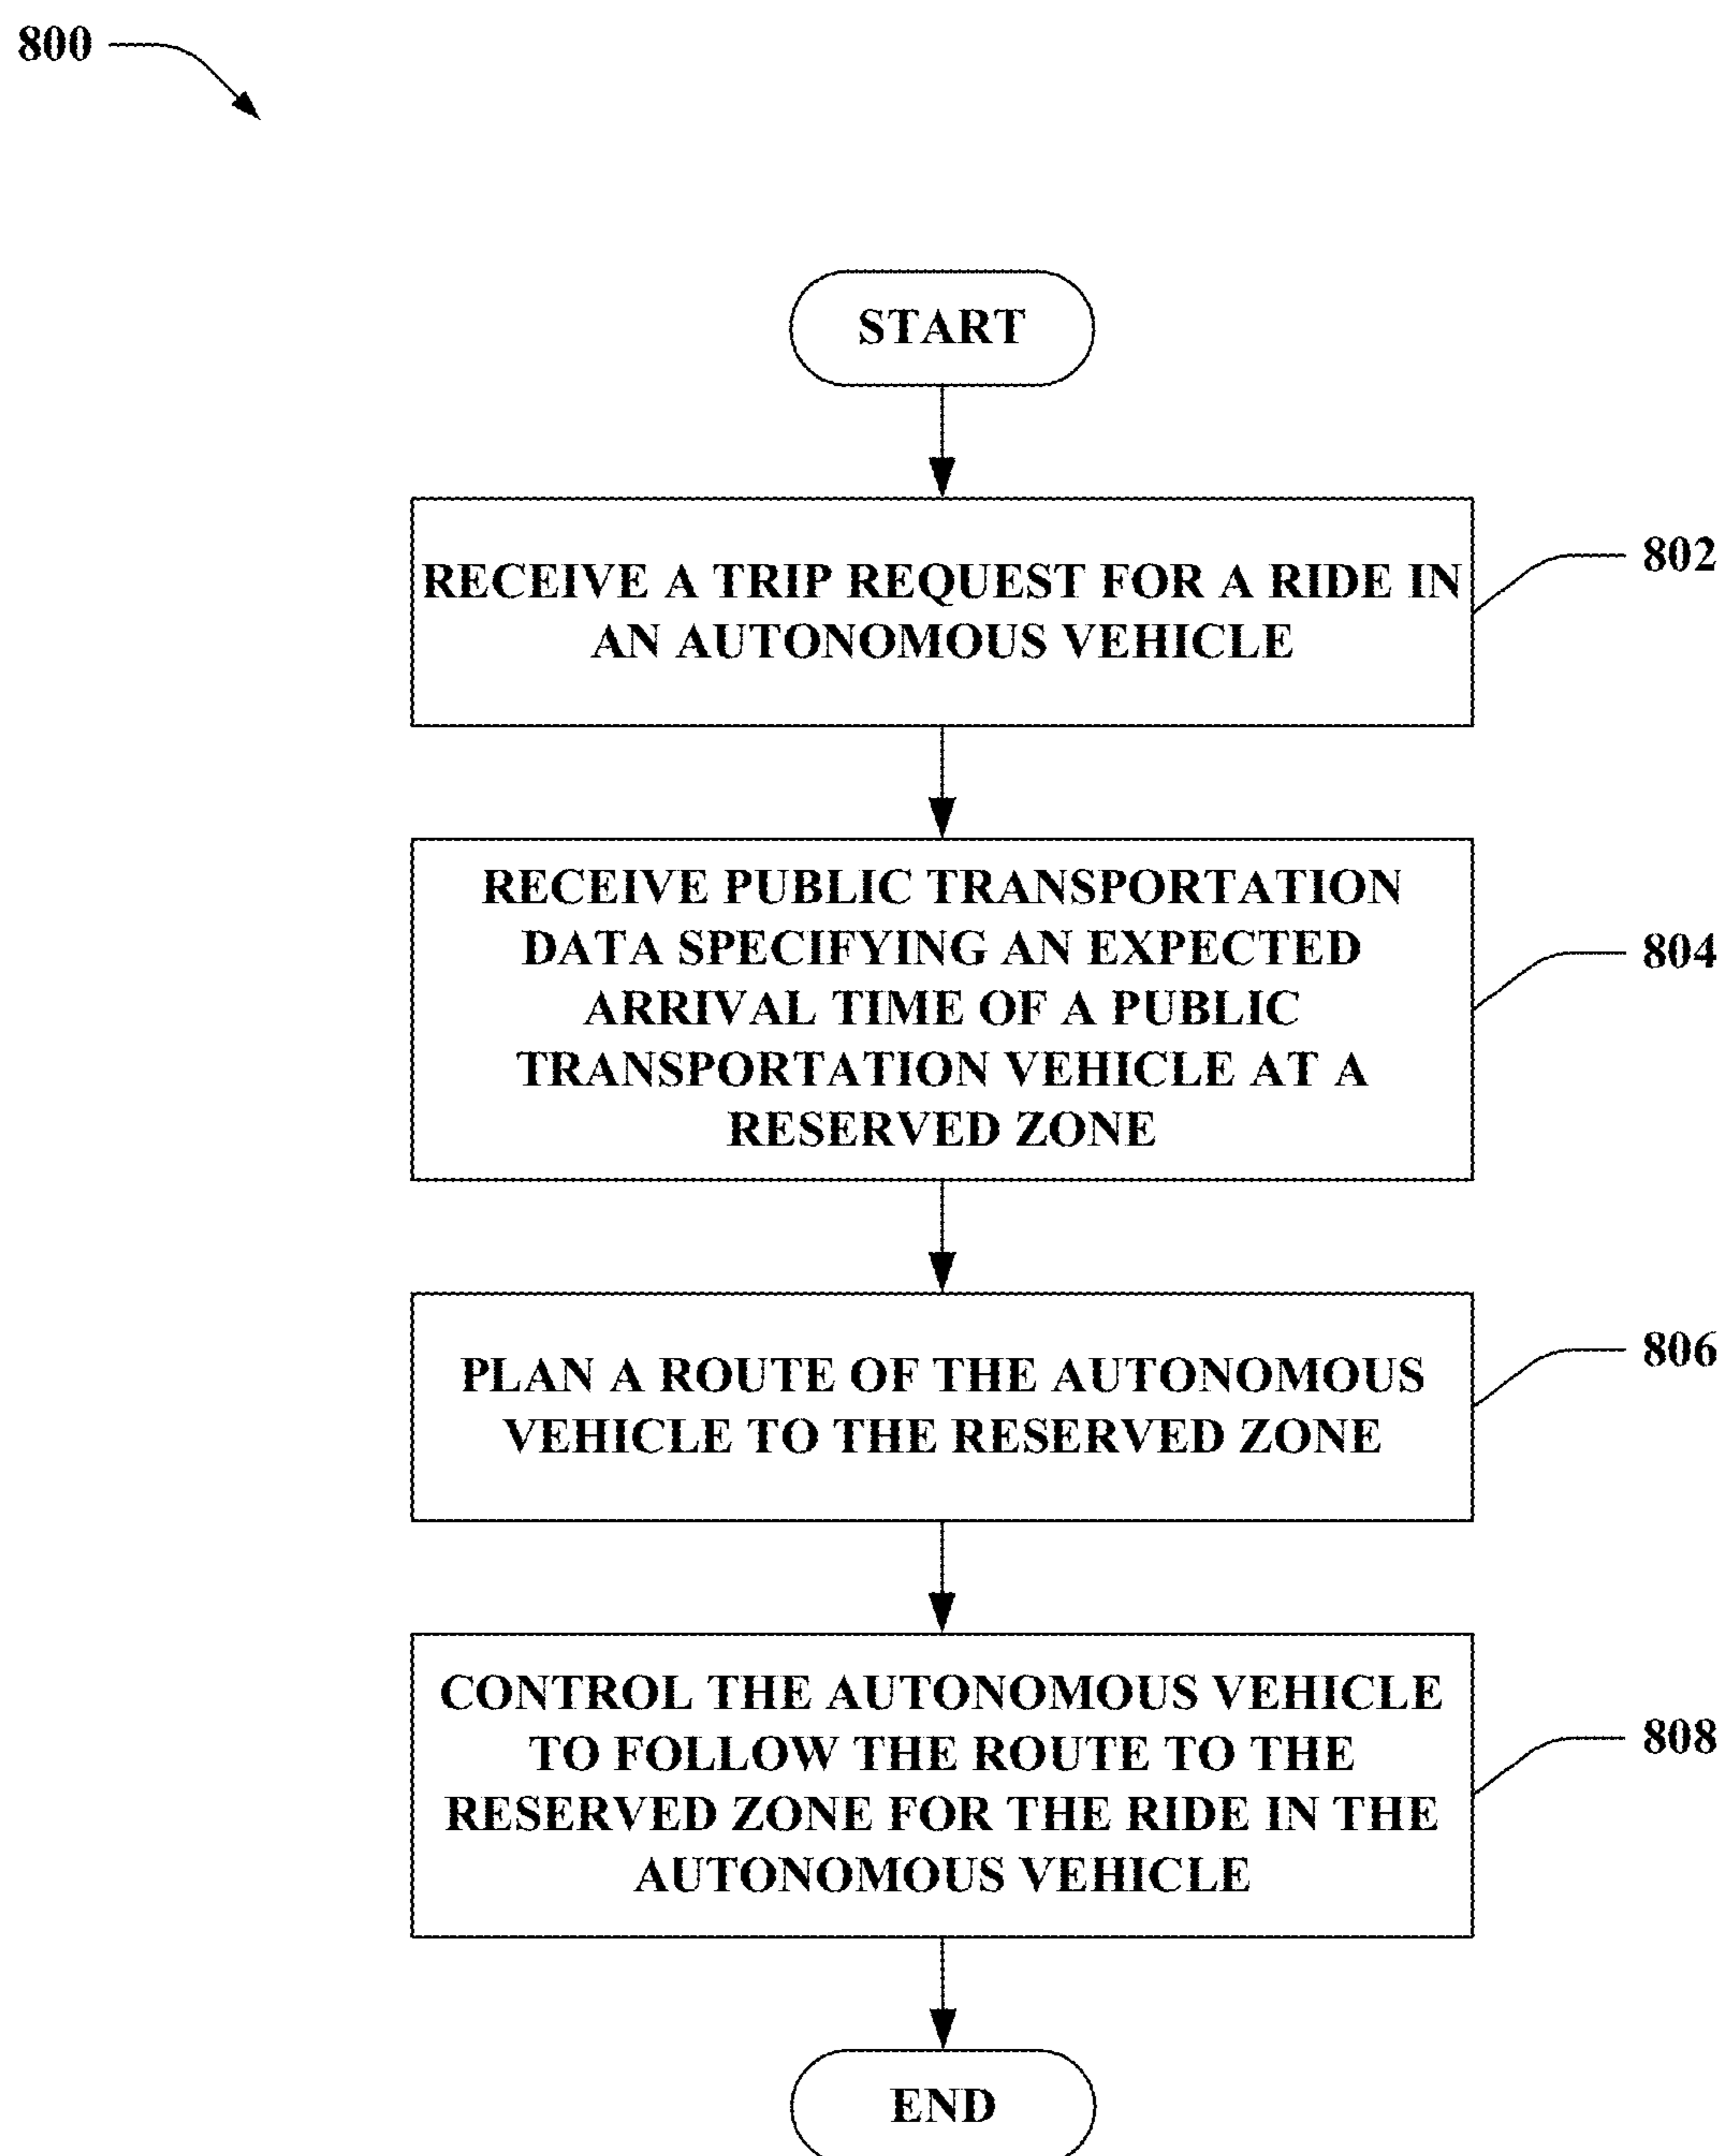 800
START
RECEIVE A TRIP REQUEST FOR A RIDE IN
AN AUTONOMOUS VEHICLE
802
RECEIVE PUBLIC TRANSPORTATION
DATA SPECIFYING AN EXPECTED
ARRIVAL TIME OF A PUBLIC
TRANSPORTATION VEHICLE AT A
RESERVED ZONE
804
PLAN A ROUTE OF THE AUTONOMOUS
VEHICLE TO THE RESERVED ZONE
806
CONTROL THE AUTONOMOUS VEHICLE
TO FOLLOW THE ROUTE TO THE
RESERVED ZONE FOR THE RIDE IN THE
AUTONOMOUS VEHICLE
808
END